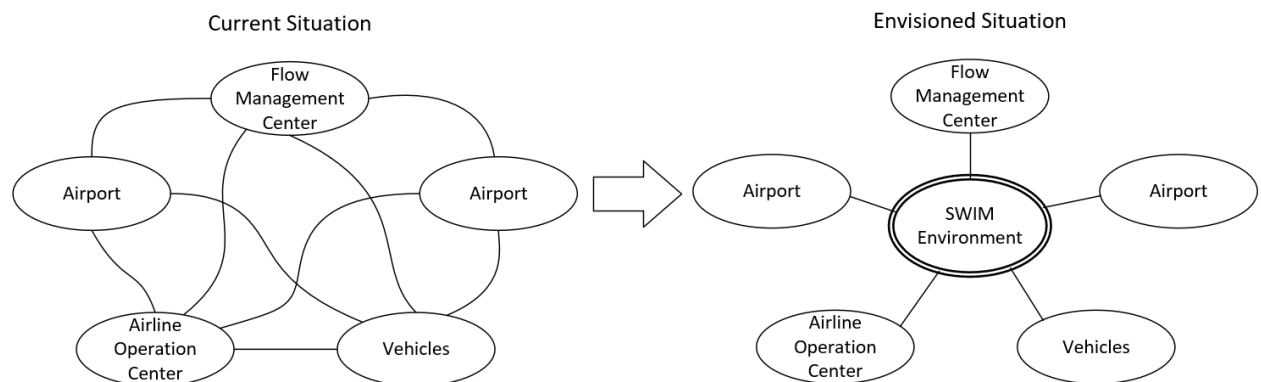 Current Situation
Flow
Management
Center
Airport
Airport
Airline
Operation
Center
Vehicles
Envisioned Situation
Flow
Management
Center
Airport
Airport
SWIM
Environment
Airline
Operation
Center
Vehicles